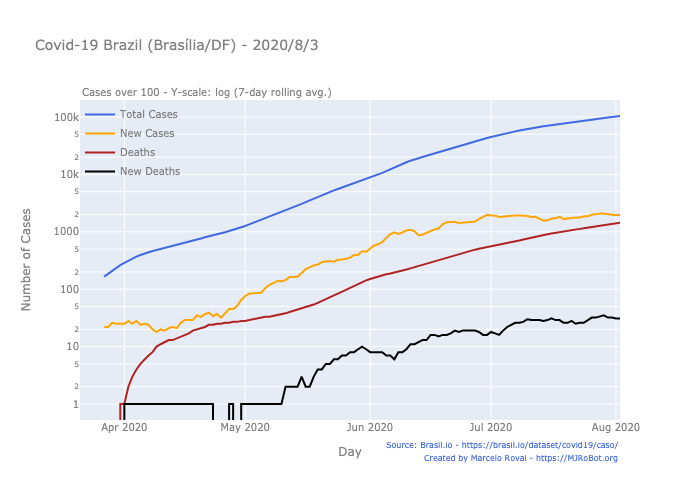 Covid-19 Brazil (Brasília/DF) - 2020/8/3
Cases over 100 - Y-scale: log (7-day rolling avg.)
Total Cases
New Cases
Deaths
New Deaths
100k
5
2
10k
5
2
1000
5
2
100
5
2
10
5
2
1
Number of Cases
Apr 2020
May 2020
Jun 2020
Jul 2020
Aug 2020
Day
Source: Brasil.io - https://brasil.io/dataset/covid19/caso/
Created by Marcelo Rovai - https://MJRoBot.org